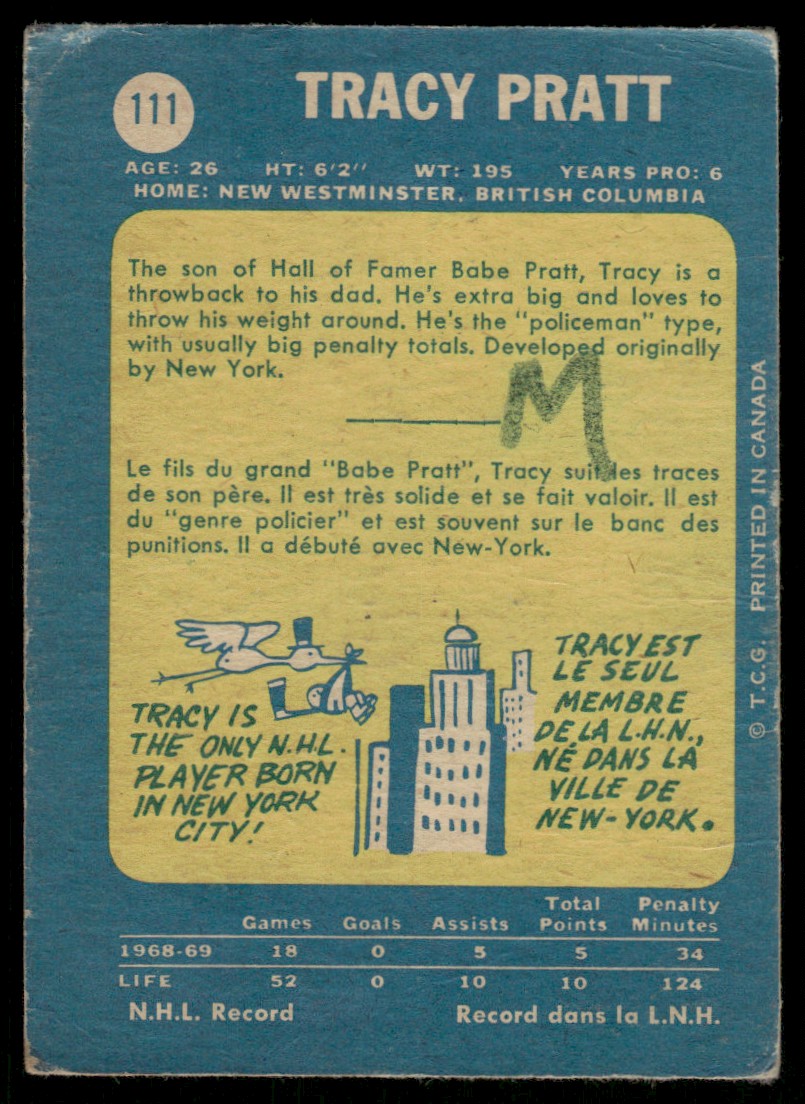 111
TRACY PRATT
AGE: 26 HT: 6'2'' WT: 195 YEARS PRO: 6
HOME: NEW WESTMINSTER, BRITISH COLUMBIA
The son of Hall of Famer Babe Pratt, Tracy is a
throwback to his dad. He's extra big and loves to
throw his weight around. He's the "policeman" type,
with usually big penalty totals. Developed originally
by New York.
M
Le fils du grand "Babe Pratt", Tracy suit les traces
de son père. Il est très solide et se fait valoir. Il est
du "genre policier" et est souvent sur le banc des
punitions. Il a débuté avec New-York.
TRACY IS
THE ONLY N.H.L.
PLAYER BORN
IN NEW YORK
CITY!
TRACY EST
LE SEUL
MEMBRE
DE LA L.H.N.,
NÉ DANS LA
VILLE DE
NEW-YORK.
© T.C.G. PRINTED IN CANADA
Games Goals Assists Total Points Penalty Minutes
1968-69 18 0 5 5 34
LIFE 52 0 10 10 124
N.H.L. Record Record dans la L.N.H.